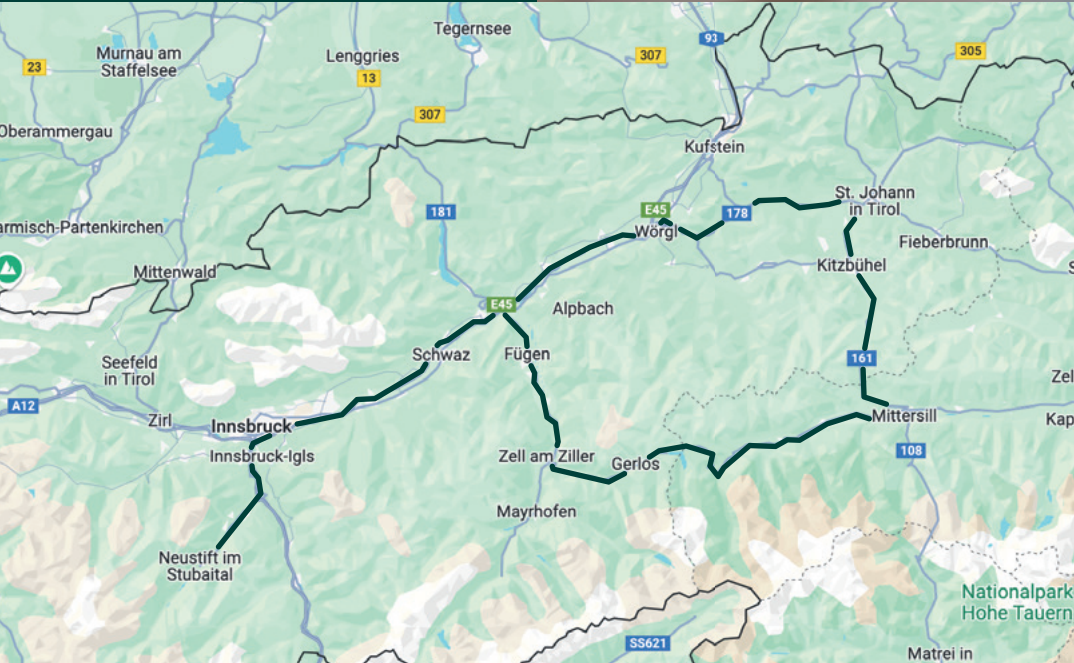 Tegernsee
93
Murnau am
Staffelsee
Lenggries
307
305
23
13
307
Oberammergau
Kufstein
St. Johann
in Tirol
181
E45
178
armisch-Partenkirchen
Wörgl
Fieberbrunn
Kitzbühel
S
Mittenwald
E45
Alpbach
Schwaz
Fügen
161
Seefeld
in Tirol
Zel
A12
Zirl
Innsbruck
Mittersill
Kap
Innsbruck-Igls
Zell am Ziller
Gerlos
108
Mayrhofen
Neustift im
Stubaital
Nationalpark
Hohe Tauern
SS621
Matrei in